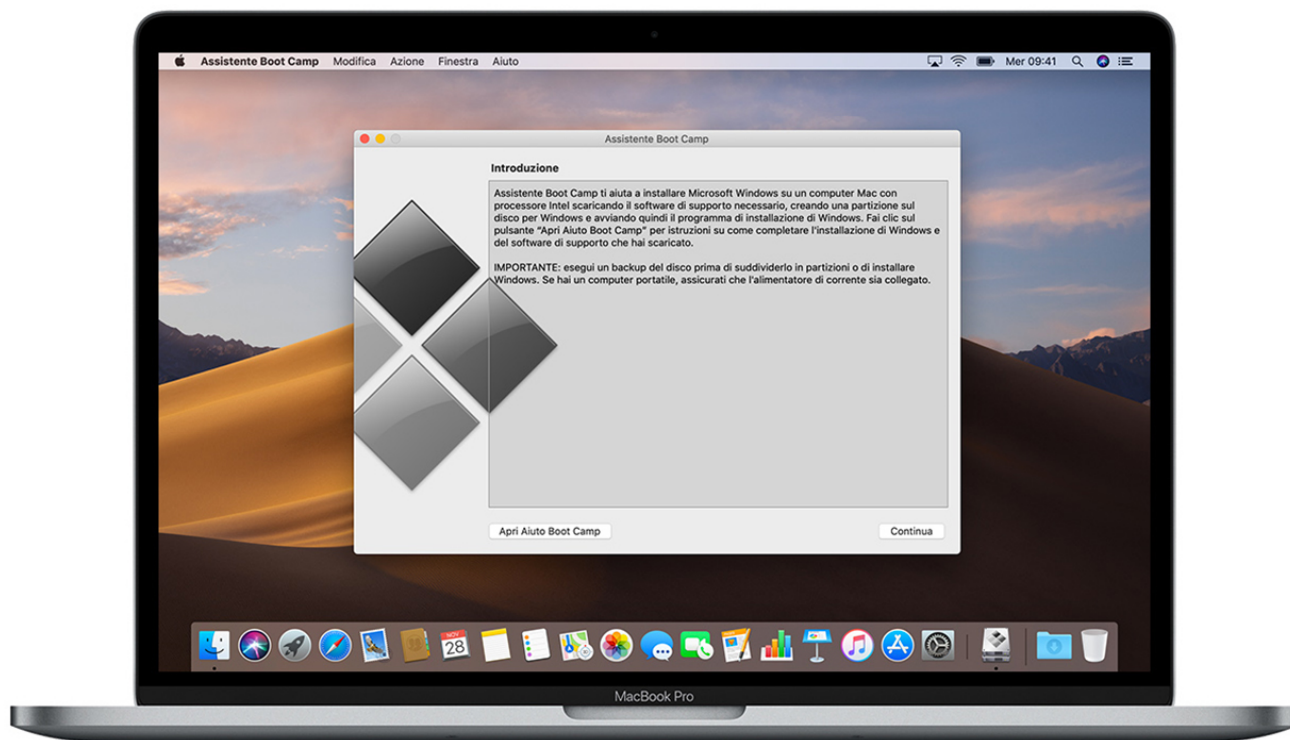 Assistente Boot Camp Modifica Azione Finestra Aiuto Mer 09:41
Assistente Boot Camp
Introduzione
Assistente Boot Camp ti aiuta a installare Microsoft Windows su un computer Mac con
processore Intel scaricando il software di supporto necessario, creando una partizione sul
disco per Windows e avviando quindi il programma di installazione di Windows. Fai clic sul
pulsante “Apri Aiuto Boot Camp” per istruzioni su come completare l'installazione di Windows e
del software di supporto che hai scaricato.
IMPORTANTE: esegui un backup del disco prima di suddividerlo in partizioni o di installare
Windows. Se hai un computer portatile, assicurati che l'alimentatore di corrente sia collegato.
Apri Aiuto Boot Camp Continua
NOV
28
MacBook Pro